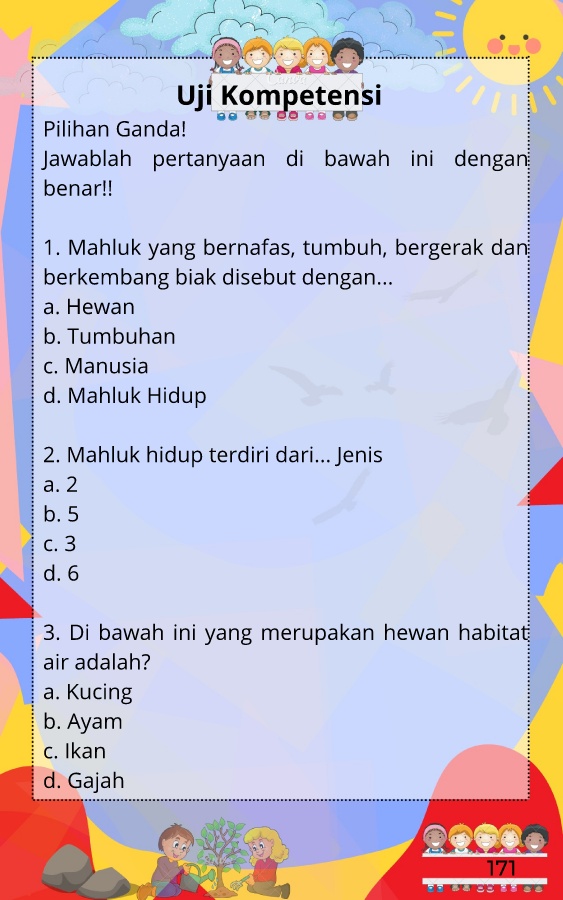 Uji Kompetensi
Pilihan Ganda!
Jawablah pertanyaan di bawah ini dengan
benar!!
1. Mahluk yang bernafas, tumbuh, bergerak dan
berkembang biak disebut dengan...
a. Hewan
b. Tumbuhan
c. Manusia
d. Mahluk Hidup
2. Mahluk hidup terdiri dari... Jenis
a. 2
b. 5
c. 3
d. 6
3. Di bawah ini yang merupakan hewan habitat
air adalah?
a. Kucing
b. Ayam
c. Ikan
d. Gajah
171